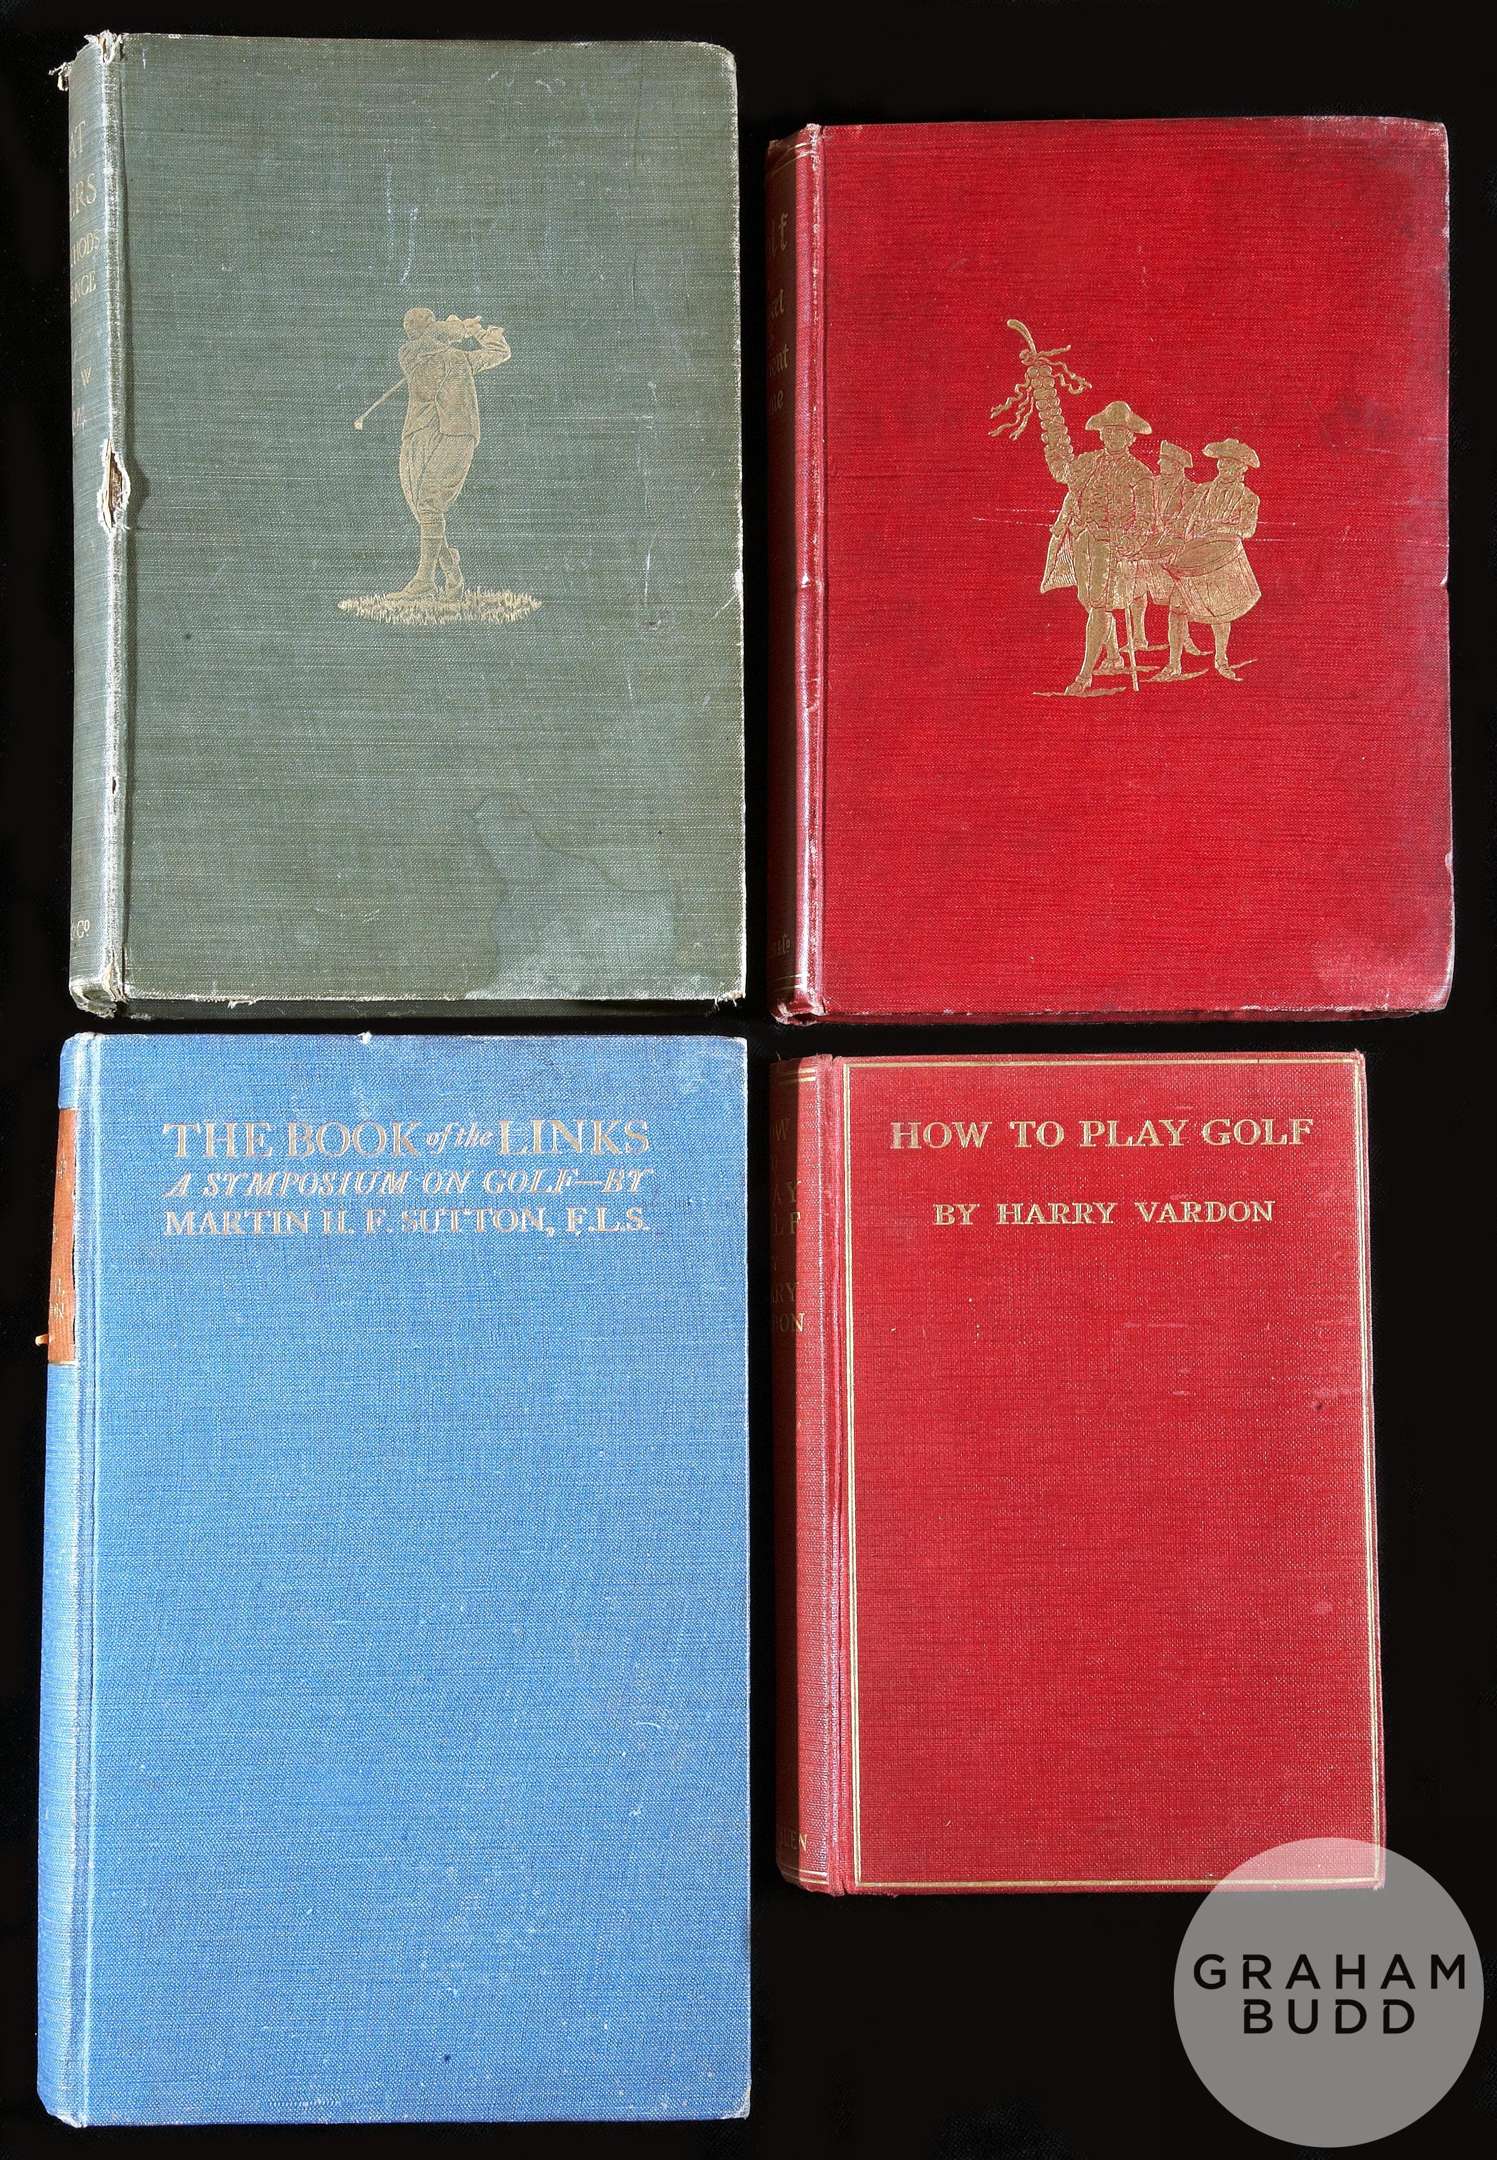 THE BOOK of the LINKS
A SYMPOSIUM ON GOLF—BY
MARTIN H. F. SUTTON, F.L.S.
HOW TO PLAY GOLF
BY HARRY VARDON
GRAHAM
BUDD